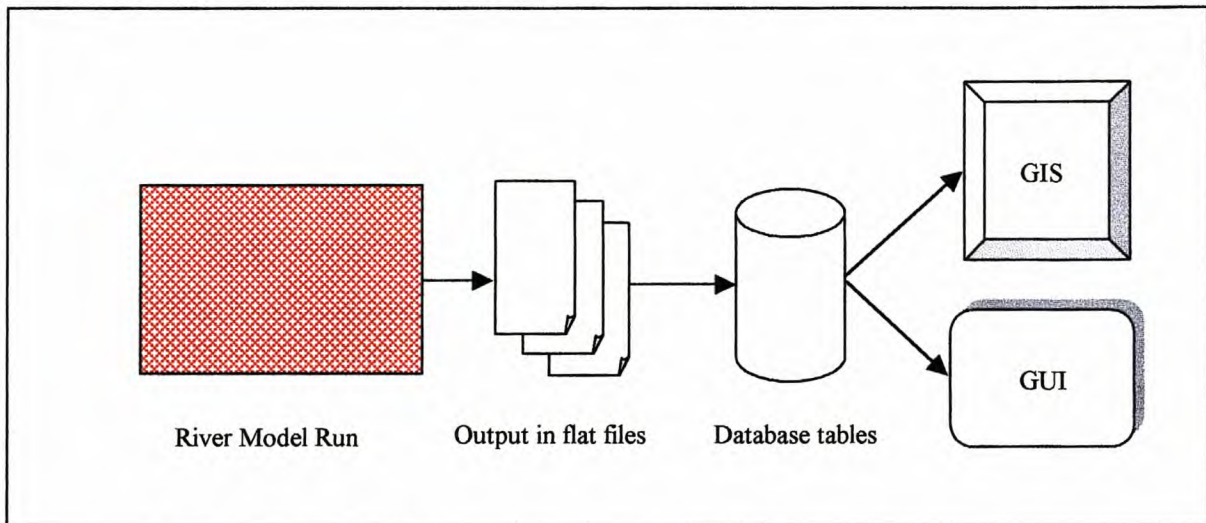 GIS
GUI
River Model Run
Output in flat files
Database tables